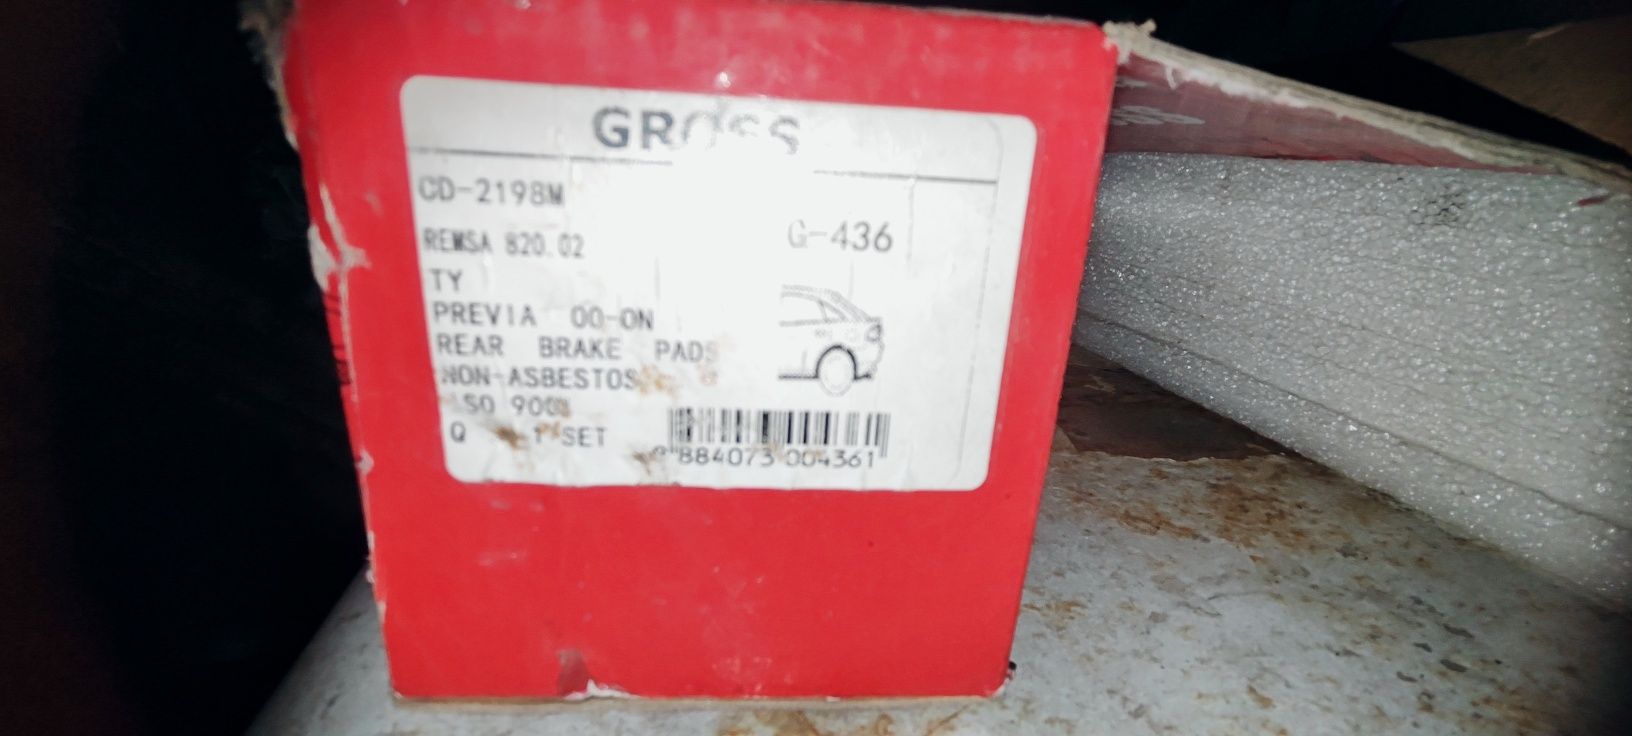 GROSS
CD-2198M
G-436
REMSA 820.02
TY
PREVIA 00-ON
REAR BRAKE PADS
NON-ASBESTOS
ISO 9001
Q 1 SET
884073 004361